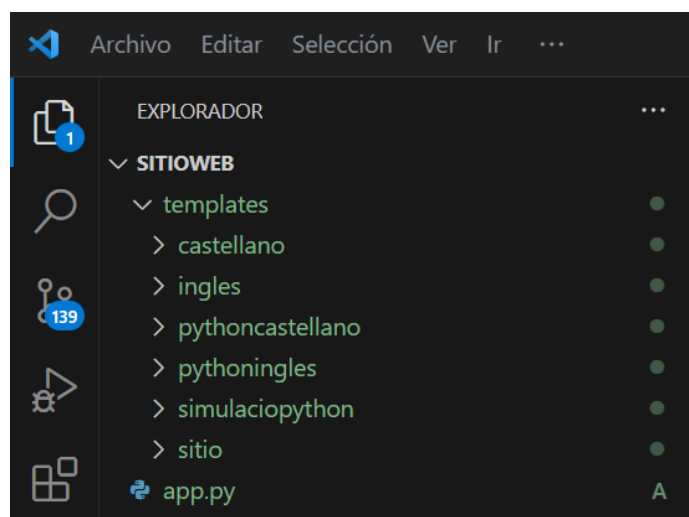 Archivo Editar Selección Ver Ir ···
EXPLORADOR ···
SITIOWEB
templates
castellano
ingles
pythoncastellano
pythoningles
simulaciopython
sitio
app.py A
1
139